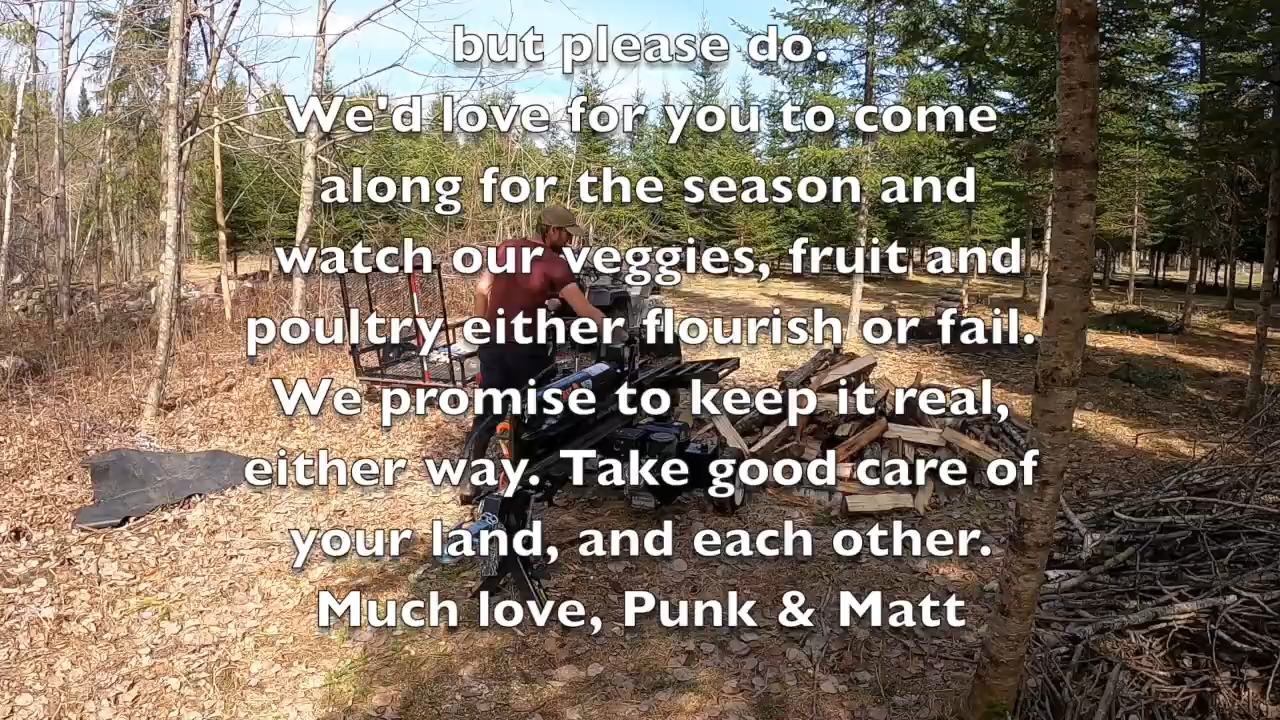 but please do.
We'd love for you to come
along for the season and
watch our veggies, fruit and
poultry either flourish or fail.
We promise to keep it real,
either way. Take good care of
your land, and each other.
Much love, Punk & Matt